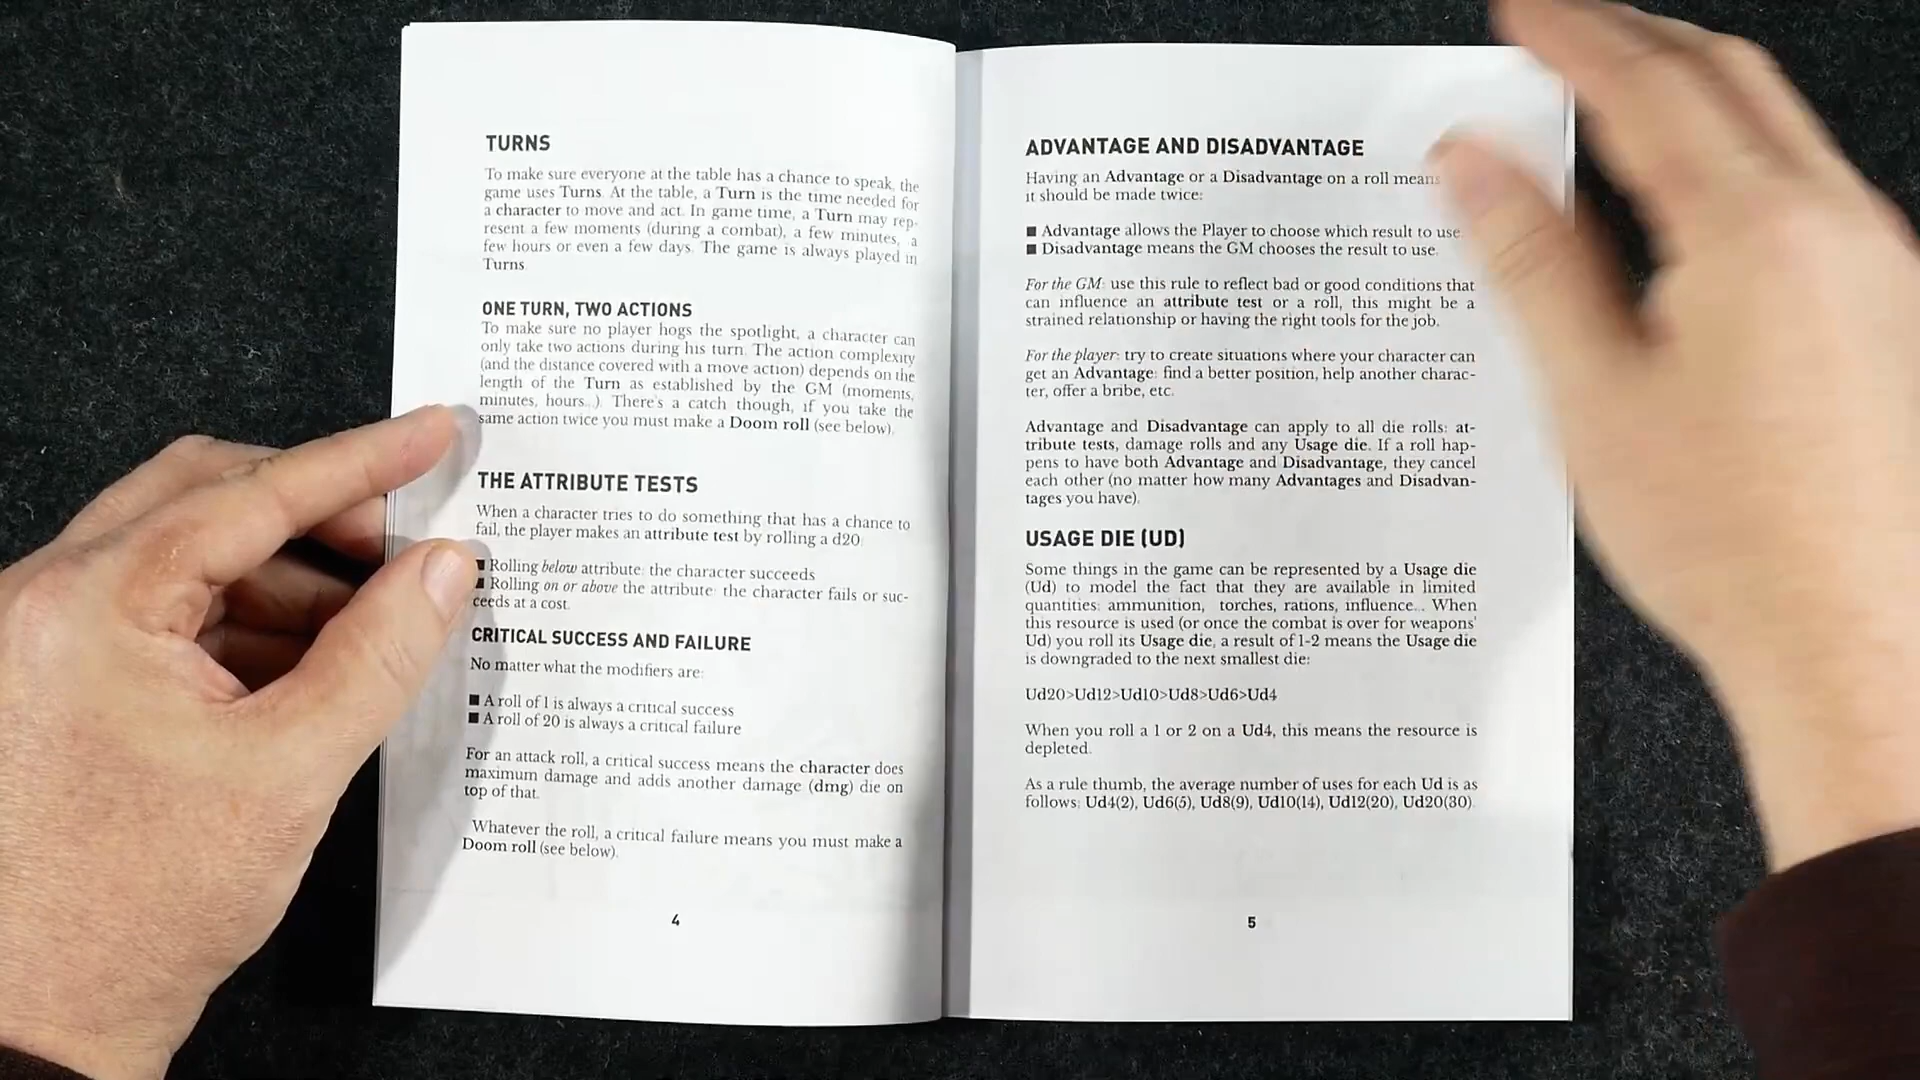 TURNS
To make sure everyone at the table has a chance to speak, the
game uses Turns. At the table, a Turn is the time needed for
a character to move and act. In game time, a Turn may rep-
resent a few moments (during a combat), a few minutes, a
few hours or even a few days. The game is always played in
Turns.
ONE TURN, TWO ACTIONS
To make sure no player hogs the spotlight, a character can
only take two actions during his turn. The action complexity
(and the distance covered with a move action) depends on the
length of the Turn as established by the GM (moments,
minutes, hours...). There's a catch though, if you take the
same action twice you must make a Doom roll (see below).
THE ATTRIBUTE TESTS
When a character tries to do something that has a chance to
fail, the player makes an attribute test by rolling a d20:
■ Rolling below attribute: the character succeeds
■ Rolling on or above the attribute: the character fails or suc-
ceeds at a cost.
CRITICAL SUCCESS AND FAILURE
No matter what the modifiers are:
■ A roll of 1 is always a critical success
■ A roll of 20 is always a critical failure
For an attack roll, a critical success means the character does
maximum damage and adds another damage (dmg) die on
top of that.
Whatever the roll, a critical failure means you must make a
Doom roll (see below).
4
ADVANTAGE AND DISADVANTAGE
Having an Advantage or a Disadvantage on a roll means
it should be made twice:
■ Advantage allows the Player to choose which result to use.
■ Disadvantage means the GM chooses the result to use.
For the GM: use this rule to reflect bad or good conditions that
can influence an attribute test or a roll, this might be a
strained relationship or having the right tools for the job.
For the player: try to create situations where your character can
get an Advantage: find a better position, help another charac-
ter, offer a bribe, etc.
Advantage and Disadvantage can apply to all die rolls: at-
tribute tests, damage rolls and any Usage die. If a roll hap-
pens to have both Advantage and Disadvantage, they cancel
each other (no matter how many Advantages and Disadvan-
tages you have).
USAGE DIE (UD)
Some things in the game can be represented by a Usage die
(Ud) to model the fact that they are available in limited
quantities: ammunition, torches, rations, influence... When
this resource is used (or once the combat is over for weapons'
Ud) you roll its Usage die, a result of 1-2 means the Usage die
is downgraded to the next smallest die:
Ud20>Ud12>Ud10>Ud8>Ud6>Ud4
When you roll a 1 or 2 on a Ud4, this means the resource is
depleted.
As a rule thumb, the average number of uses for each Ud is as
follows: Ud4(2), Ud6(5), Ud8(9), Ud10(14), Ud12(20), Ud20(30).
5